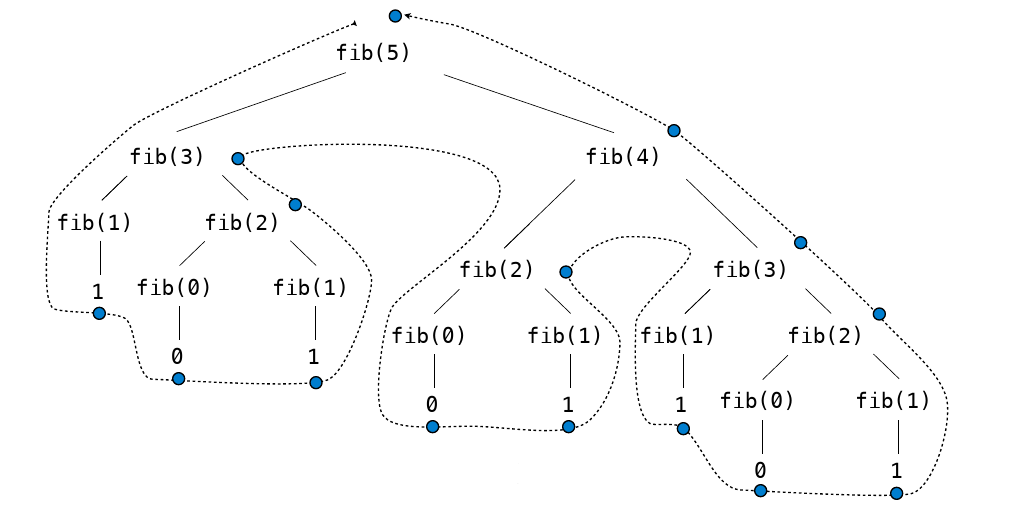 fib(5)
fib(3) fib(4)
fib(1) fib(2)
fib(2) fib(3)
1 fib(0) fib(1)
fib(0) fib(1) fib(1) fib(2)
0 1
0 1 1 fib(0) fib(1)
0 1